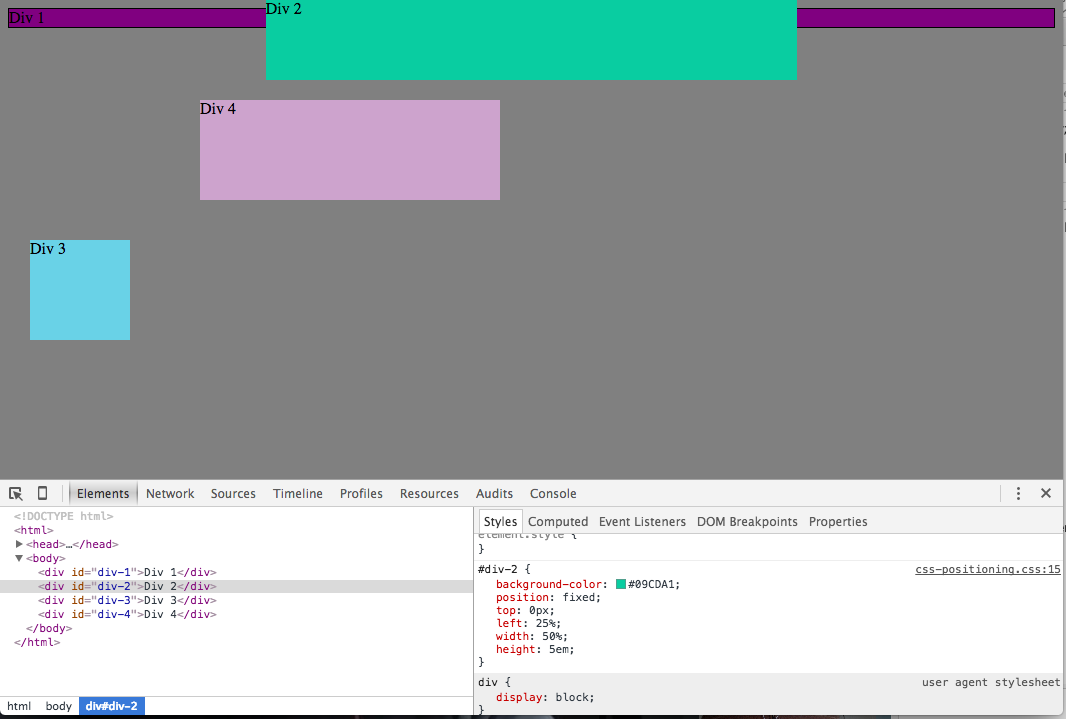 Div 1
Div 2
Div 4
Div 3
Elements Network Sources Timeline Profiles Resources Audits Console
<!DOCTYPE html>
<html>
<head>…</head>
<body>
<div id="div-1">Div 1</div>
<div id="div-2">Div 2</div>
<div id="div-3">Div 3</div>
<div id="div-4">Div 4</div>
</body>
</html>
html body div#div-2
Styles Computed Event Listeners DOM Breakpoints Properties
element.style {
}
#div-2 { css-positioning.css:15
background-color: #09CDA1;
position: fixed;
top: 0px;
left: 25%;
width: 50%;
height: 5em;
}
div { user agent stylesheet
display: block;
}